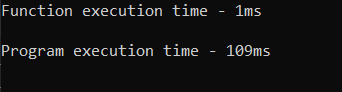 Function execution time - 1ms
Program execution time - 109ms